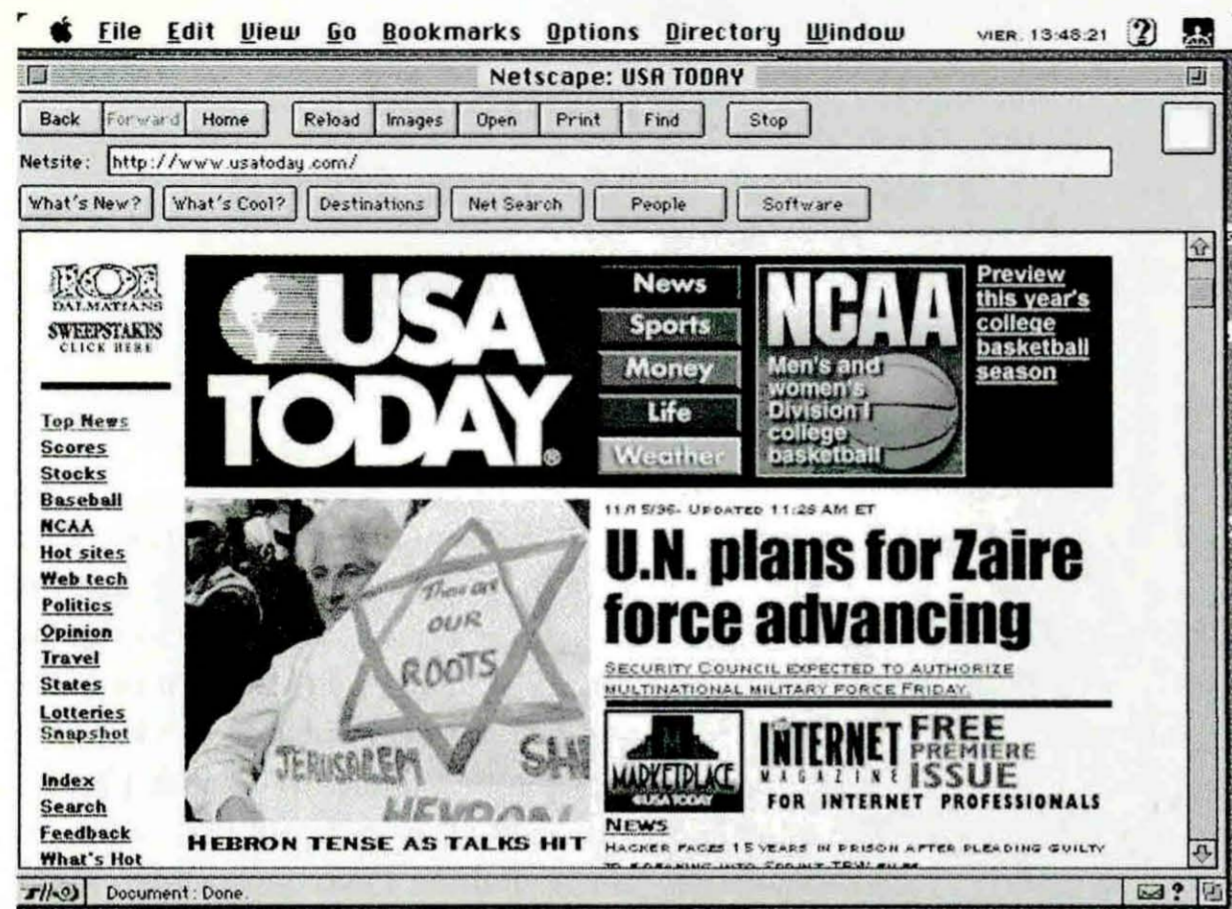 File Edit View Go Bookmarks Options Directory Window VIER. 13:48:21
Netscape: USA TODAY
Back Forward Home Reload Images Open Print Find Stop
Netsite: http://www.usatoday.com/
What's New? What's Cool? Destinations Net Search People Software
101
DALMATIANS
SWEEPSTAKES
CLICK HERE
Top News
Scores
Stocks
Baseball
NCAA
Hot sites
Web tech
Politics
Opinion
Travel
States
Lotteries
Snapshot
Index
Search
Feedback
What's Hot
USA
TODAY®
News
Sports
Money
Life
Weather
NCAA
Men's and
women's
Division I
college
basketball
Preview
this year's
college
basketball
season
These are
OUR
ROOTS
JERUSALEM
HEBRON
HEBRON TENSE AS TALKS HIT
11/15/96- UPDATED 11:26 AM ET
U.N. plans for Zaire
force advancing
SECURITY COUNCIL EXPECTED TO AUTHORIZE
MULTINATIONAL MILITARY FORCE FRIDAY.
MARKETPLACE
@USA TODAY
INTERNET
MAGAZINE
FREE
PREMIERE
ISSUE
FOR INTERNET PROFESSIONALS
NEWS
HACKER FACES 15 YEARS IN PRISON AFTER PLEADING GUILTY
Document: Done.